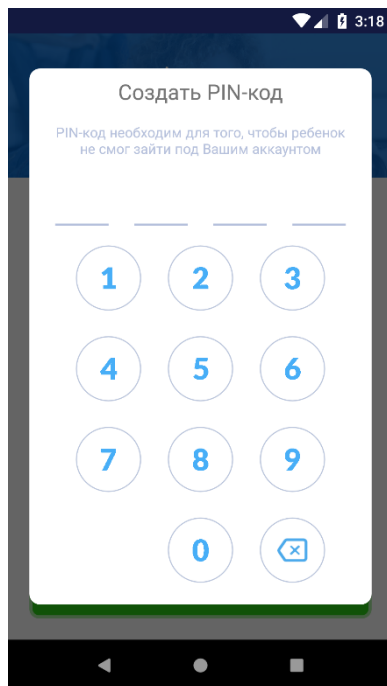 3:18
Создать PIN-код
PIN-код необходим для того, чтобы ребенок
не смог зайти под Вашим аккаунтом
1 2 3
4 5 6
7 8 9
0